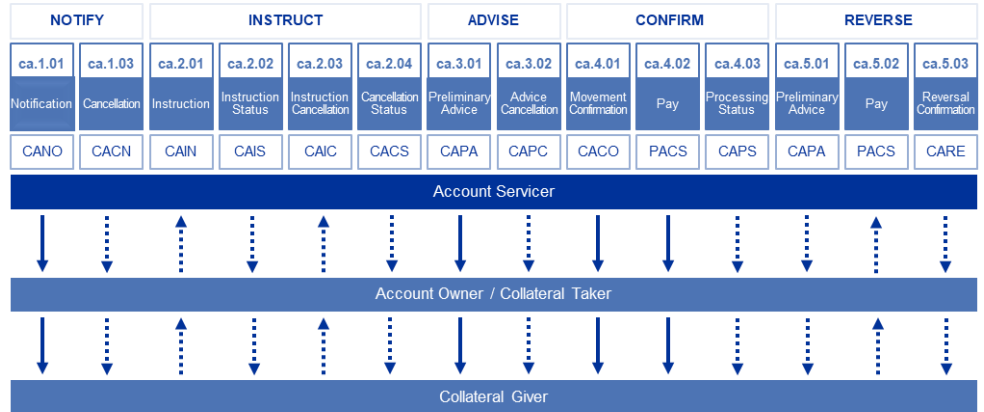 NOTIFY INSTRUCT ADVISE CONFIRM REVERSE
ca.1.01 ca.1.03 ca.2.01 ca.2.02 ca.2.03 ca.2.04 ca.3.01 ca.3.02 ca.4.01 ca.4.02 ca.4.03 ca.5.01 ca.5.02 ca.5.03
Notification
Cancellation
Instruction
Instruction
Status
Instruction
Cancellation
Cancellation
Status
Preliminary
Advice
Advice
Cancellation
Movement
Confirmation
Pay
Processing
Status
Preliminary
Advice
Pay
Reversal
Confirmation
CANO CACN CAIN CAIS CAIC CACS CAPA CAPC CACO PACS CAPS CAPA PACS CARE
Account Servicer
Account Owner / Collateral Taker
Collateral Giver